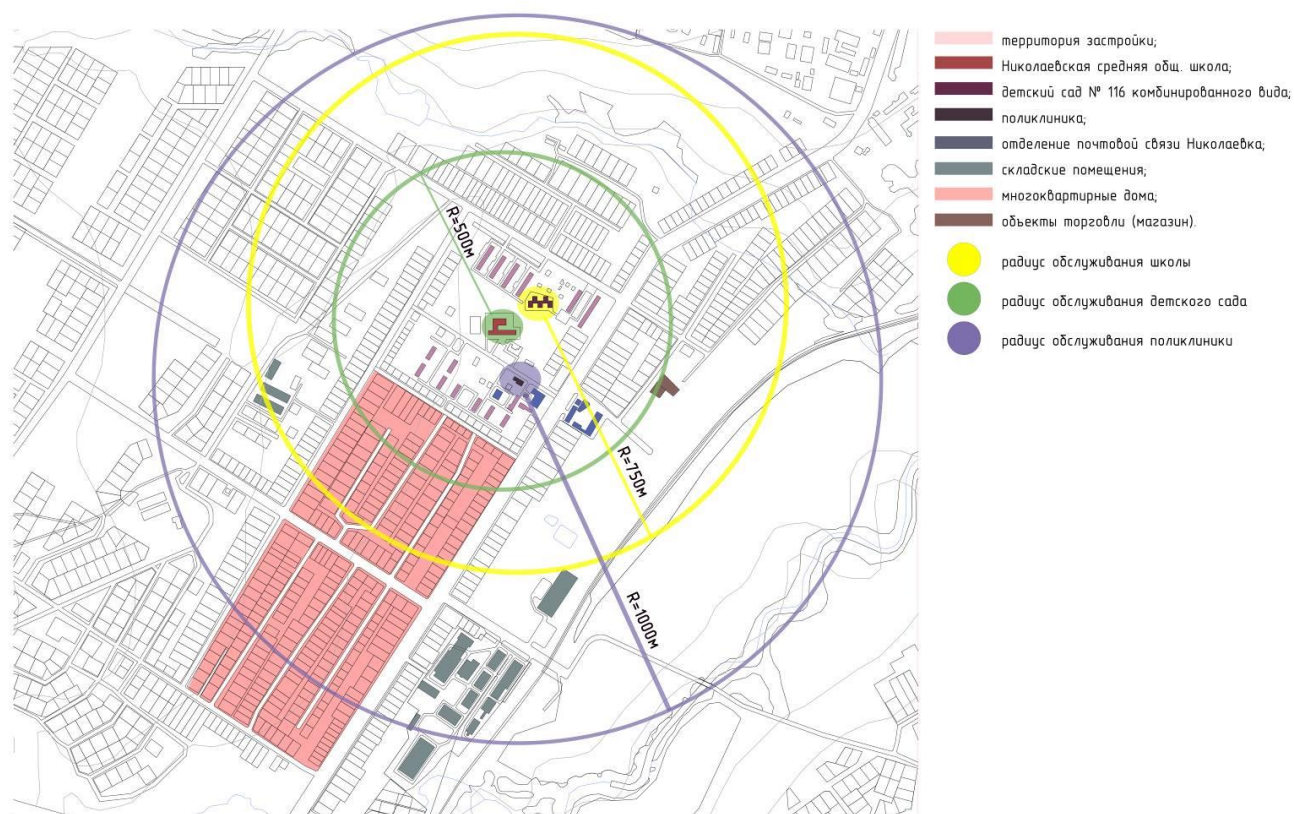 территория застройки;
Николаевская средняя общ. школа;
детский сад № 116 комбинированного вида;
поликлиника;
отделение почтовой связи Николаевка;
складские помещения;
многоквартирные дома;
объекты торговли (магазин).
радиус обслуживания школы
радиус обслуживания детского сада
радиус обслуживания поликлиники
R=500м
R=750м
R=1000м